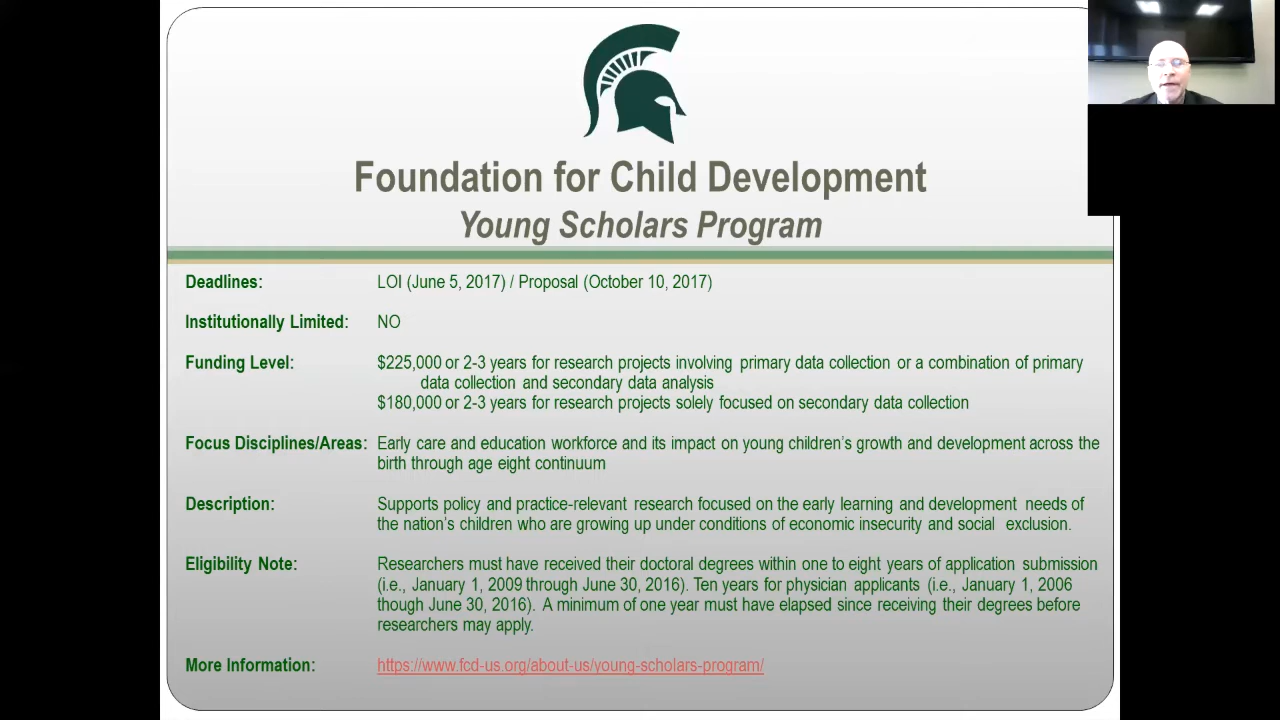 Foundation for Child Development
Young Scholars Program
Deadlines: LOI (June 5, 2017) / Proposal (October 10, 2017)
Institutionally Limited: NO
Funding Level: $225,000 or 2-3 years for research projects involving primary data collection or a combination of primary
data collection and secondary data analysis
$180,000 or 2-3 years for research projects solely focused on secondary data collection
Focus Disciplines/Areas: Early care and education workforce and its impact on young children's growth and development across the
birth through age eight continuum
Description: Supports policy and practice-relevant research focused on the early learning and development needs of
the nation's children who are growing up under conditions of economic insecurity and social exclusion.
Eligibility Note: Researchers must have received their doctoral degrees within one to eight years of application submission
(i.e., January 1, 2009 through June 30, 2016). Ten years for physician applicants (i.e., January 1, 2006
though June 30, 2016). A minimum of one year must have elapsed since receiving their degrees before
researchers may apply.
More Information: https://www.fcd-us.org/about-us/young-scholars-program/